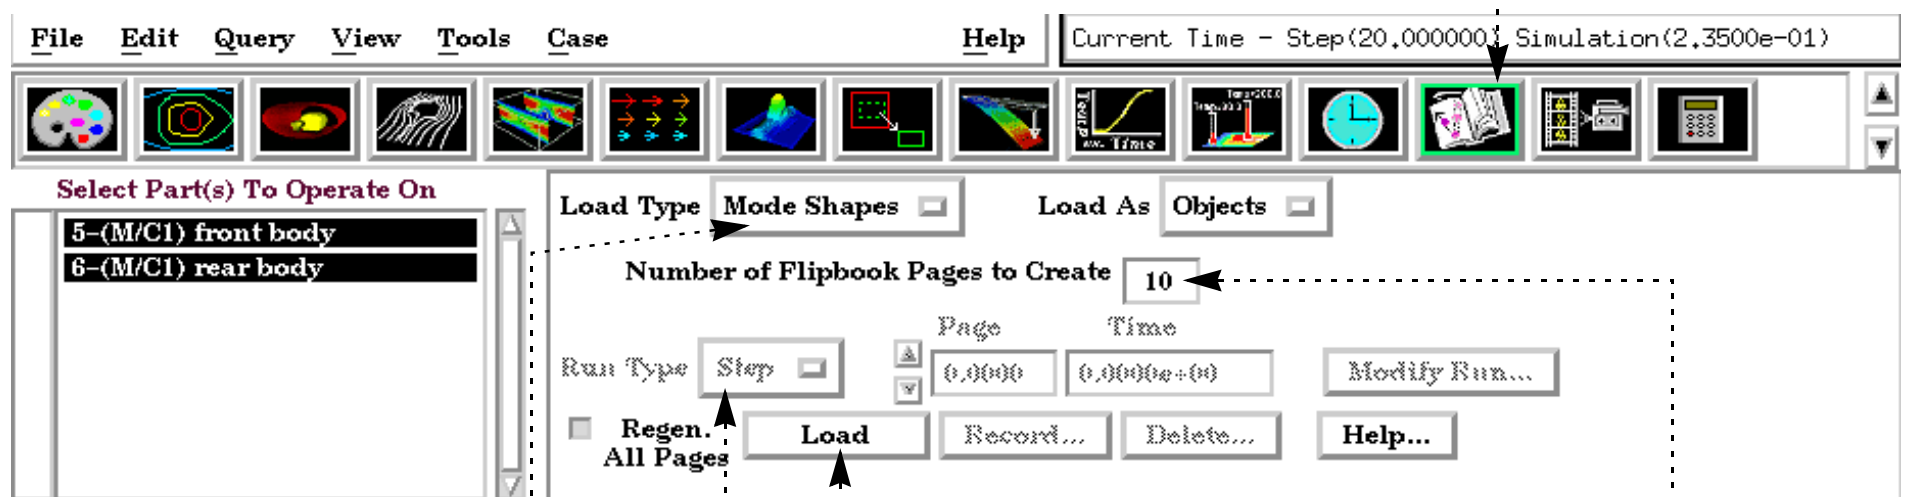 File Edit Query View Tools Case Help
Current Time - Step(20.000000) Simulation(2.3500e-01)
Time
Select Part(s) To Operate On
5-(M/C1) front body
6-(M/C1) rear body
Load Type Mode Shapes Load As Objects
Number of Flipbook Pages to Create 10
Page Time
Run Type Step 0.0000 0.0000e+00 Modify Run...
Regen.
All Pages
Load Record... Delete... Help...